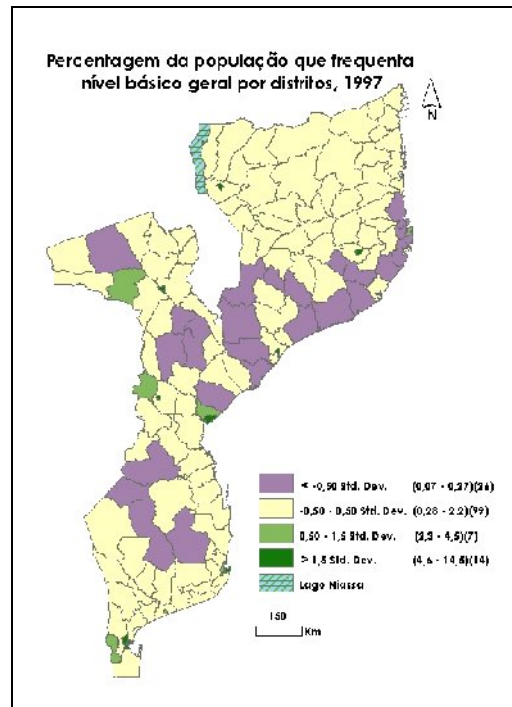 Percentagem da população que frequenta
nível básico geral por distritos, 1997
N
< -0,50 Std. Dev. (0,07 - 0,27)(26)
-0,50 - 0,50 Std. Dev. (0,28 - 2,2)(99)
0,50 - 1,5 Std. Dev. (2,3 - 4,5)(7)
> 1,5 Std. Dev. (4,6 - 14,5)(14)
Lago Niassa
150
Km